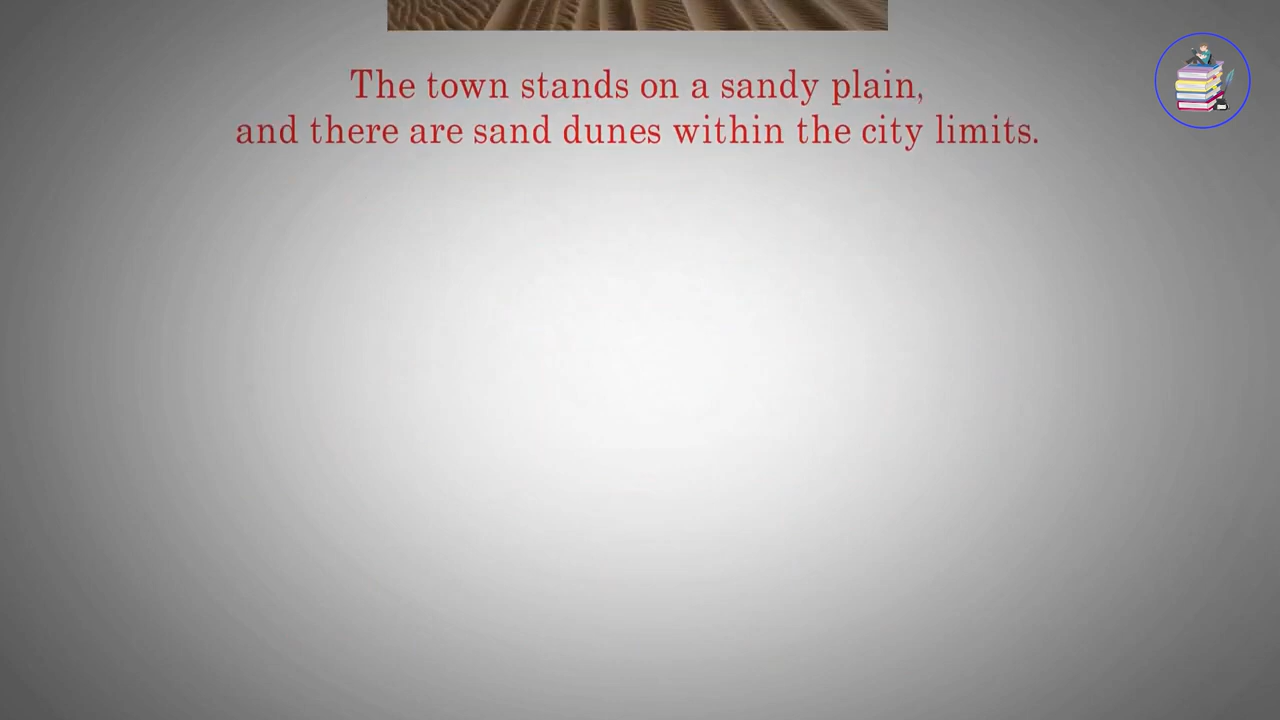 The town stands on a sandy plain,
and there are sand dunes within the city limits.